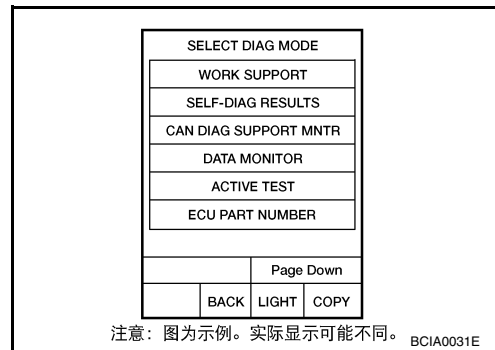 SELECT DIAG MODE
WORK SUPPORT
SELF-DIAG RESULTS
CAN DIAG SUPPORT MNTR
DATA MONITOR
ACTIVE TEST
ECU PART NUMBER
Page Down
BACK LIGHT COPY
注意：图为示例。实际显示可能不同。 BCIA0031E